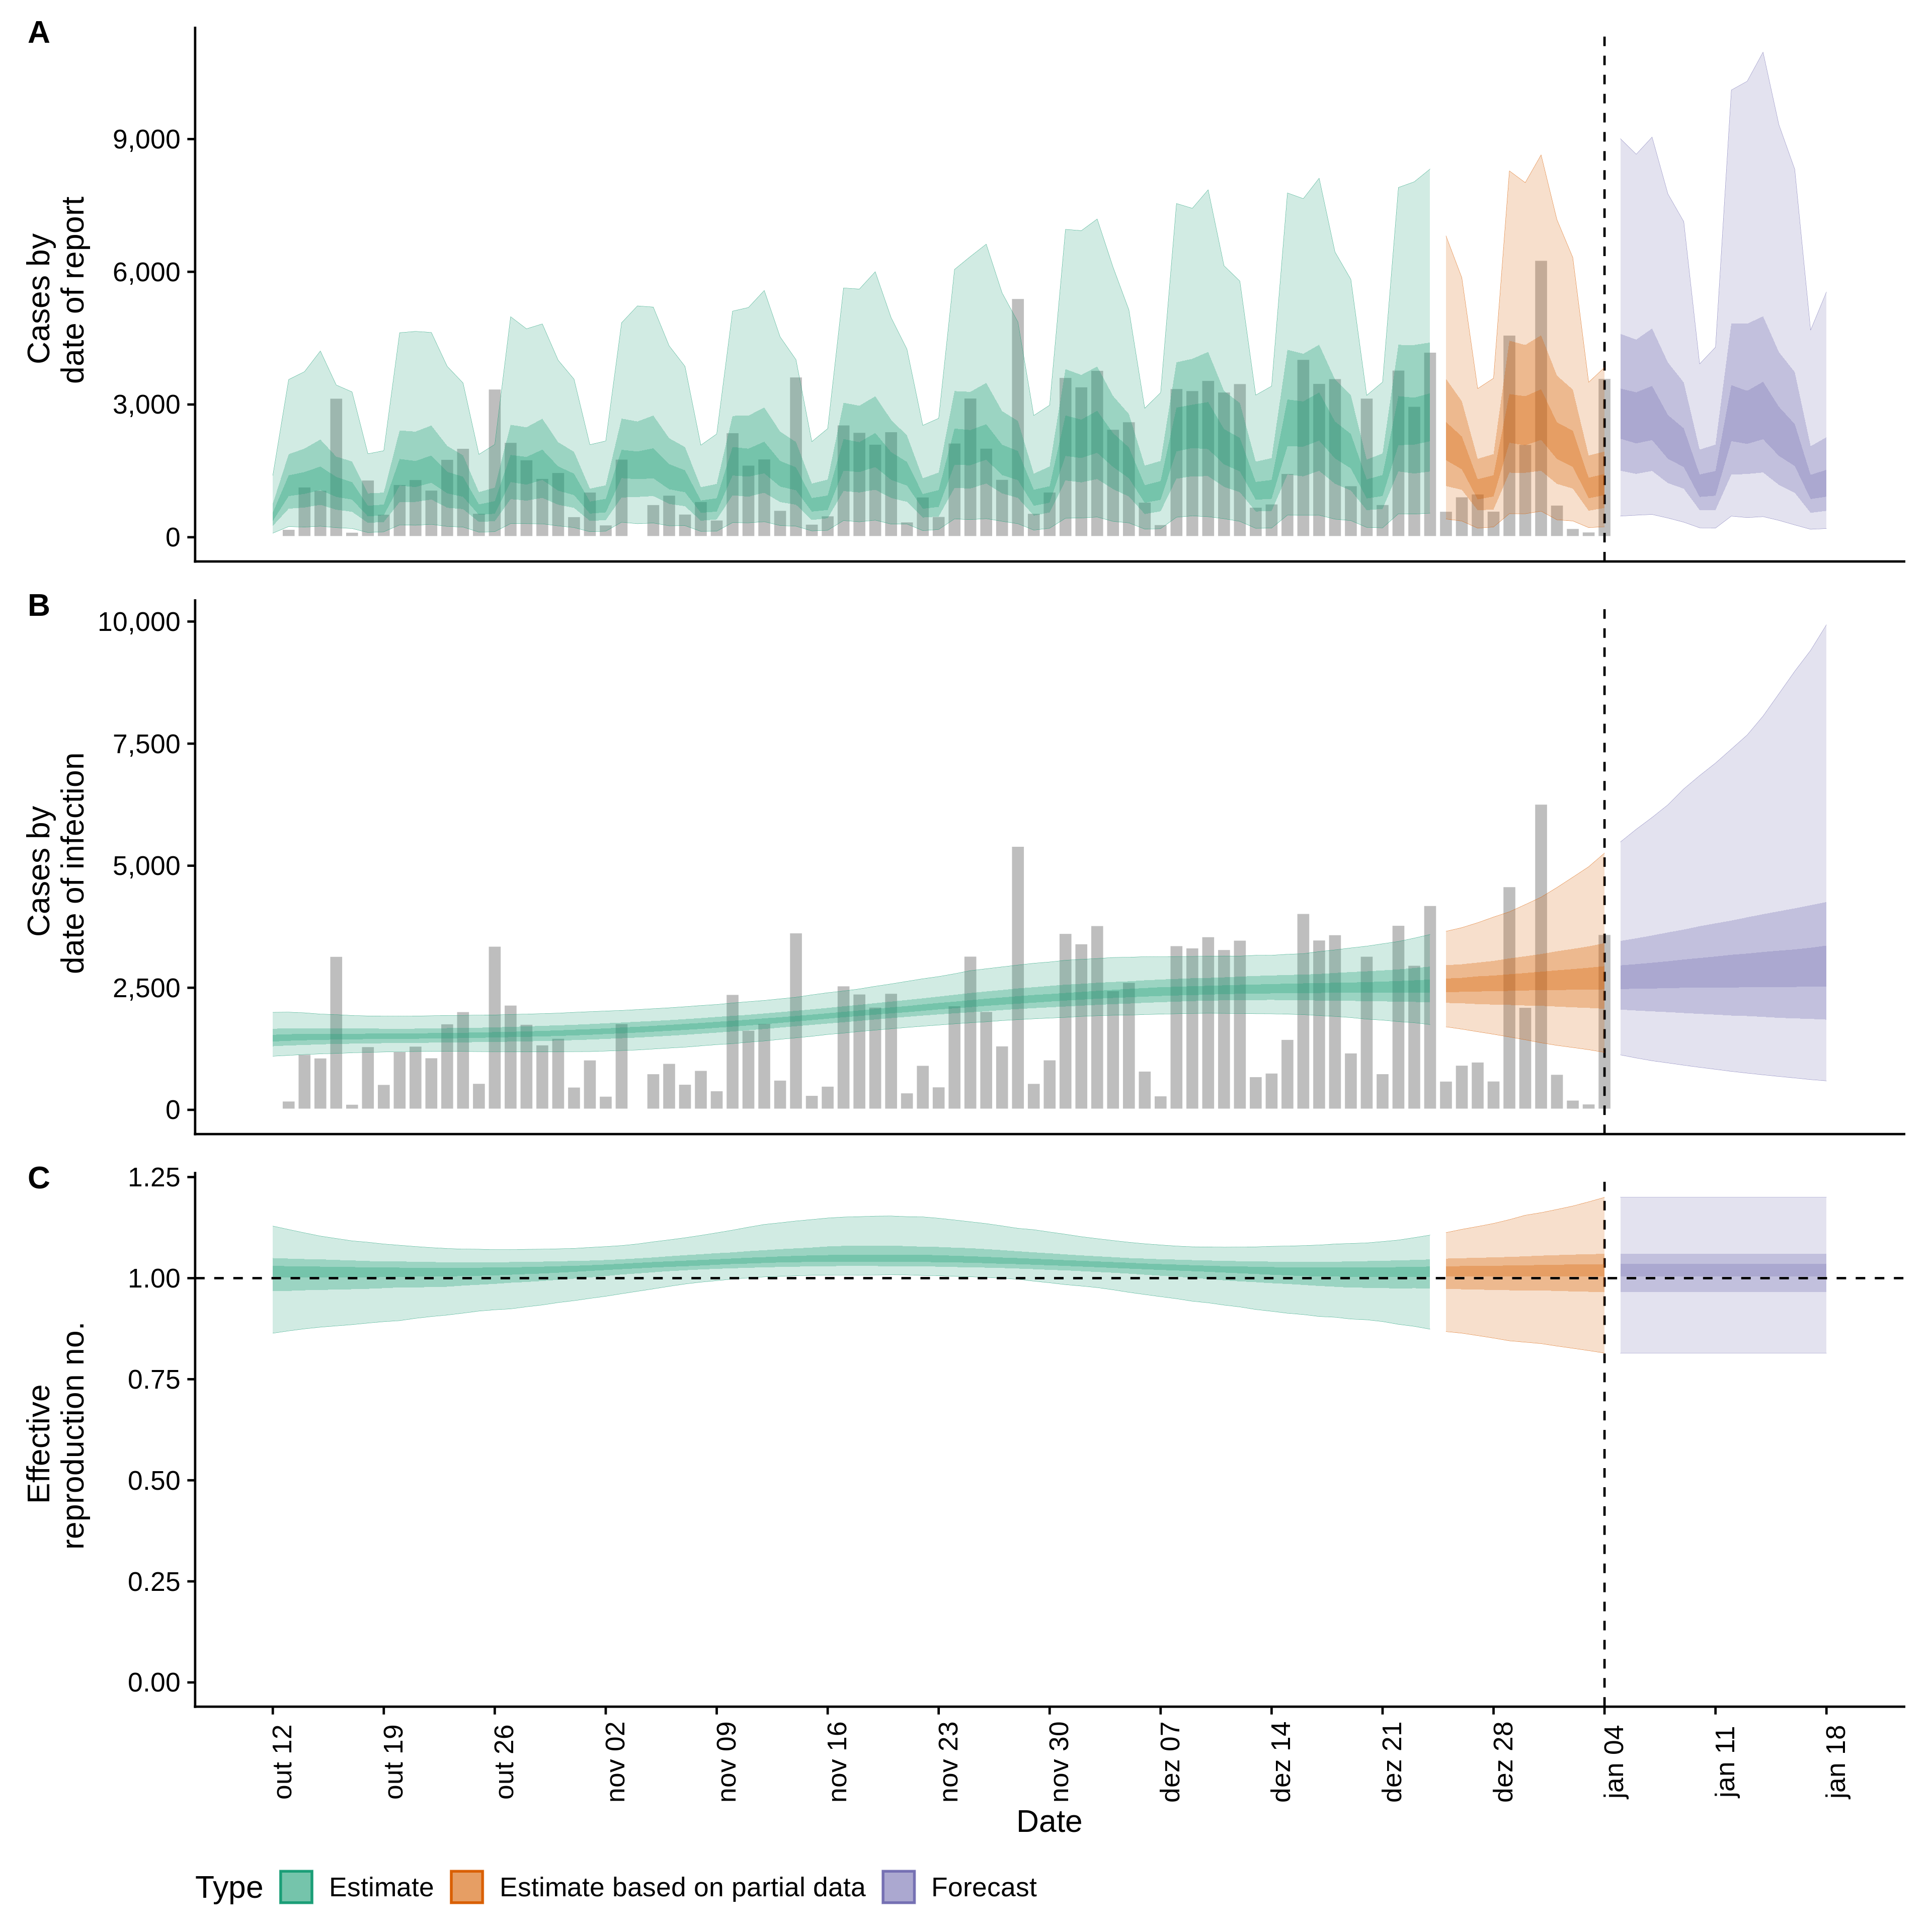 A
9,000
6,000
3,000
0
Cases by
date of report
B
10,000
7,500
5,000
2,500
0
Cases by
date of infection
C
1.25
1.00
0.75
0.50
0.25
0.00
Effective
reproduction no.
out 12
out 19
out 26
nov 02
nov 09
nov 16
nov 23
nov 30
dez 07
dez 14
dez 21
dez 28
jan 04
jan 11
jan 18
Date
Type Estimate Estimate based on partial data Forecast